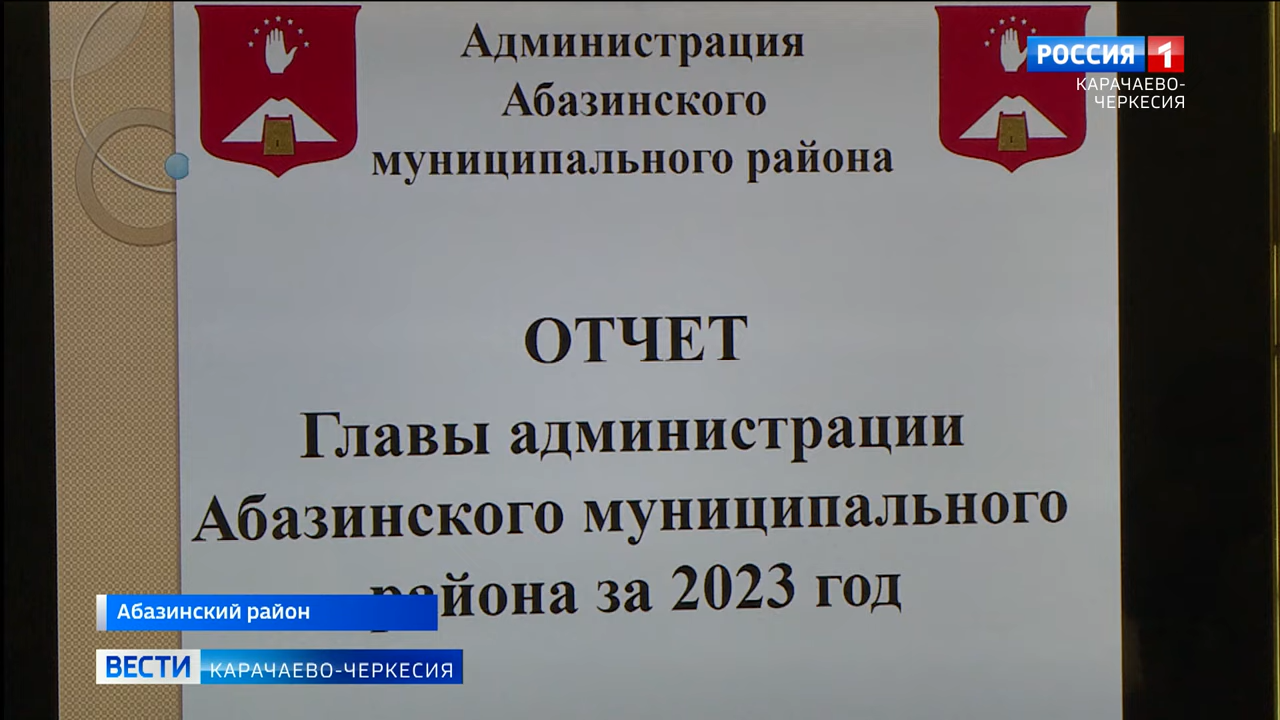 Администрация
Абазинского
муниципального района
РОССИЯ 1
КАРАЧАЕВО-
ЧЕРКЕСИЯ
ОТЧЕТ
Главы администрации
Абазинского муниципального
района за 2023 год
Абазинский район
ВЕСТИ КАРАЧАЕВО-ЧЕРКЕСИЯ